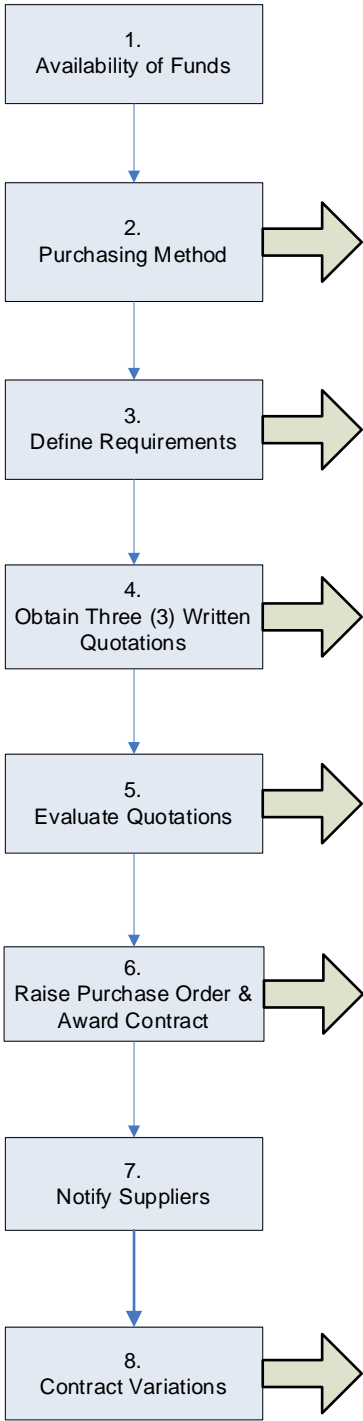 1.
Availability of Funds
2.
Purchasing Method
3.
Define Requirements
4.
Obtain Three (3) Written
Quotations
5.
Evaluate Quotations
6.
Raise Purchase Order &
Award Contract
7.
Notify Suppliers
8.
Contract Variations